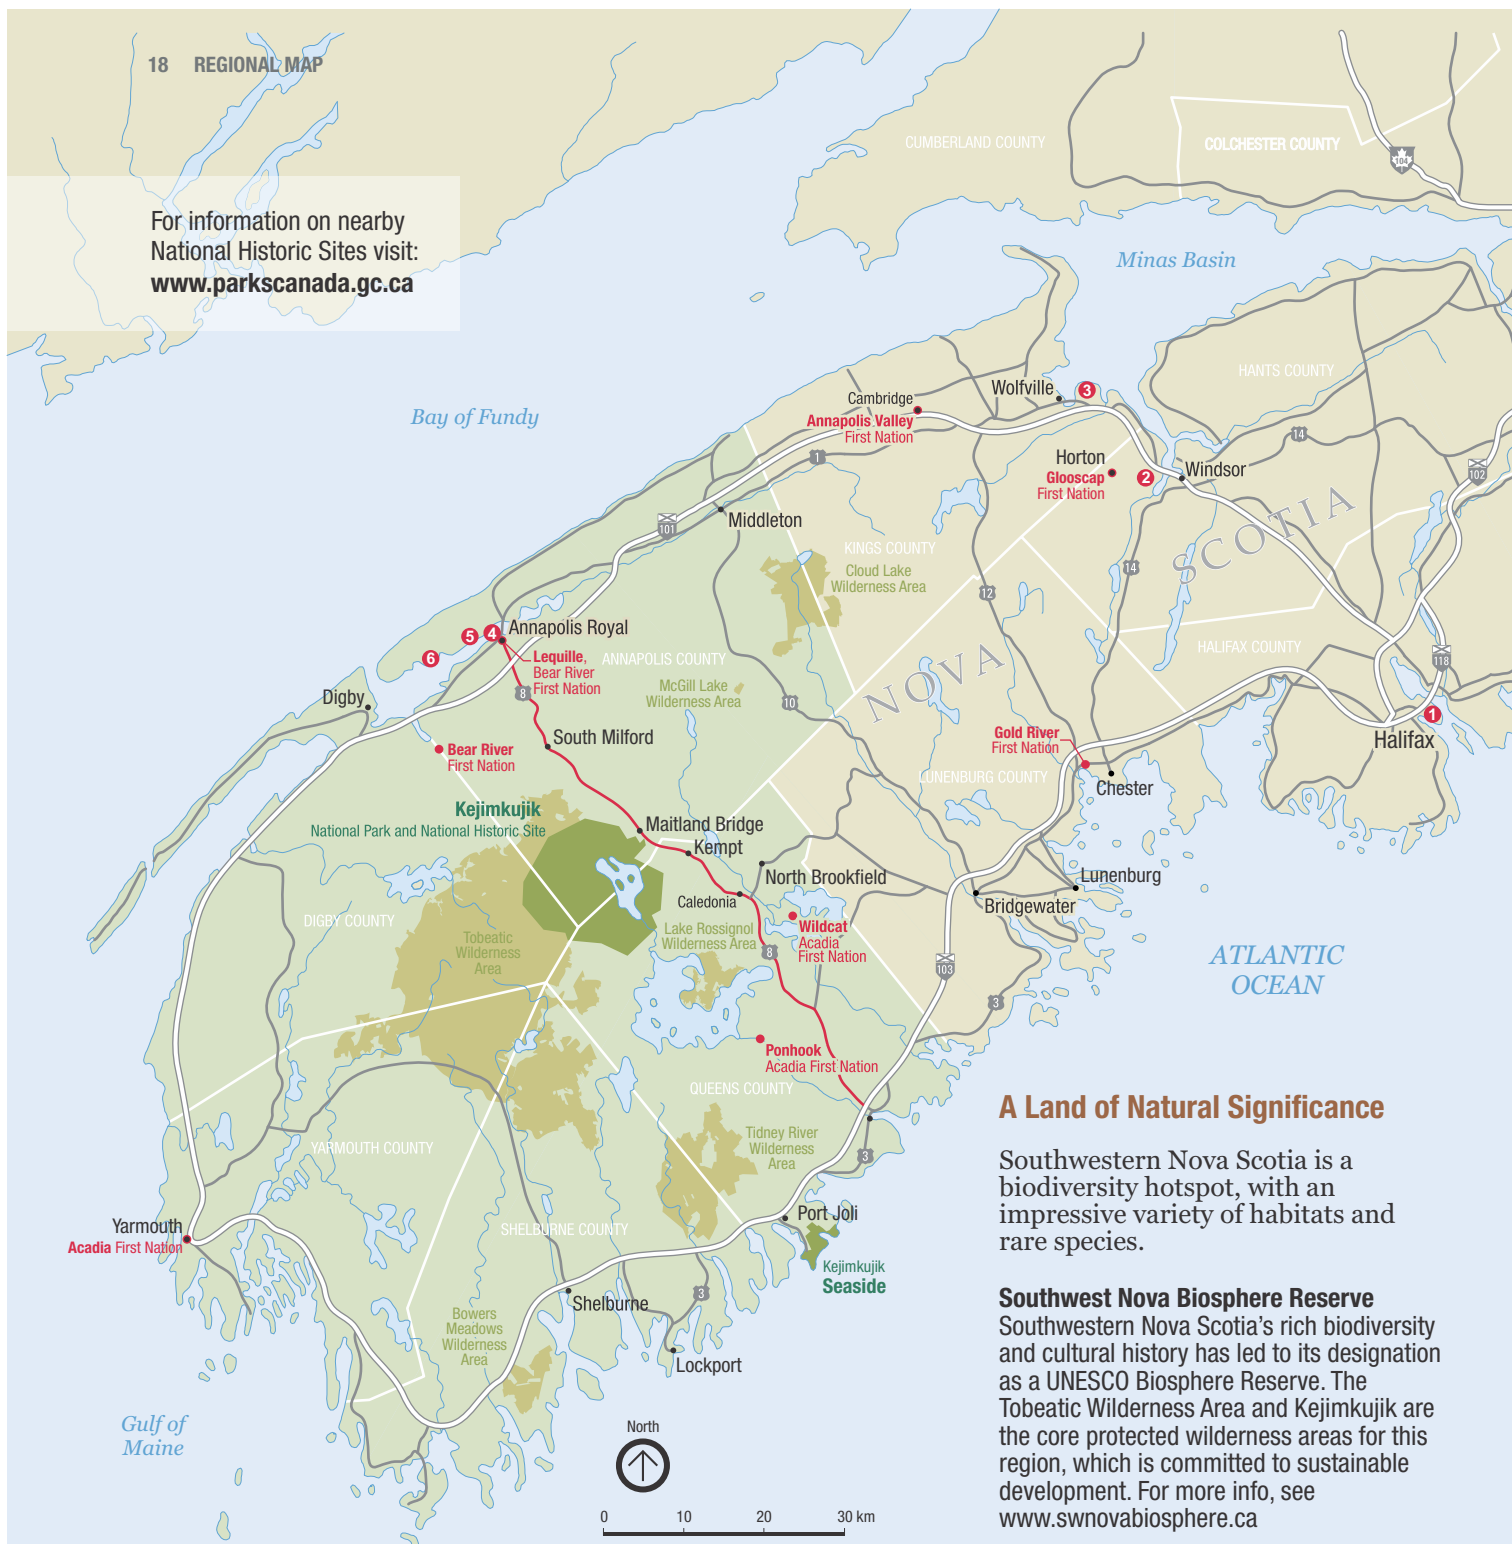 18 REGIONAL MAP
For information on nearby
National Historic Sites visit:
www.parkscanada.gc.ca
CUMBERLAND COUNTY
COLCHESTER COUNTY
104
Minas Basin
Bay of Fundy
HANTS COUNTY
Wolfville
3
Cambridge
Annapolis Valley
First Nation
1
14
Horton
Glooscap
First Nation
2
Windsor
102
101
Middleton
KINGS COUNTY
Cloud Lake
Wilderness Area
NOVA SCOTIA
12
14
5
4
6
Annapolis Royal
Lequille,
Bear River
First Nation
8
ANNAPOLIS COUNTY
HALIFAX COUNTY
118
McGill Lake
Wilderness Area
10
Digby
1
Halifax
South Milford
Bear River
First Nation
Gold River
First Nation
LUNENBURG COUNTY
Chester
Kejimkujik
National Park and National Historic Site
Maitland Bridge
Kempt
North Brookfield
Caledonia
Lunenburg
Bridgewater
DIGBY COUNTY
Tobeatic
Wilderness
Area
Lake Rossignol
Wilderness Area
Wildcat
Acadia
First Nation
8
103
3
ATLANTIC
OCEAN
Ponhook
Acadia First Nation
QUEENS COUNTY
Tidney River
Wilderness
Area
3
YARMOUTH COUNTY
Yarmouth
Acadia First Nation
SHELBURNE COUNTY
Port Joli
Kejimkujik
Seaside
3
Shelburne
Bowers
Meadows
Wilderness
Area
Lockport
Gulf of
Maine
North
0 10 20 30 km
A Land of Natural Significance
Southwestern Nova Scotia is a
biodiversity hotspot, with an
impressive variety of habitats and
rare species.
Southwest Nova Biosphere Reserve
Southwestern Nova Scotia’s rich biodiversity
and cultural history has led to its designation
as a UNESCO Biosphere Reserve. The
Tobeatic Wilderness Area and Kejimkujik are
the core protected wilderness areas for this
region, which is committed to sustainable
development. For more info, see
www.swnovabiosphere.ca